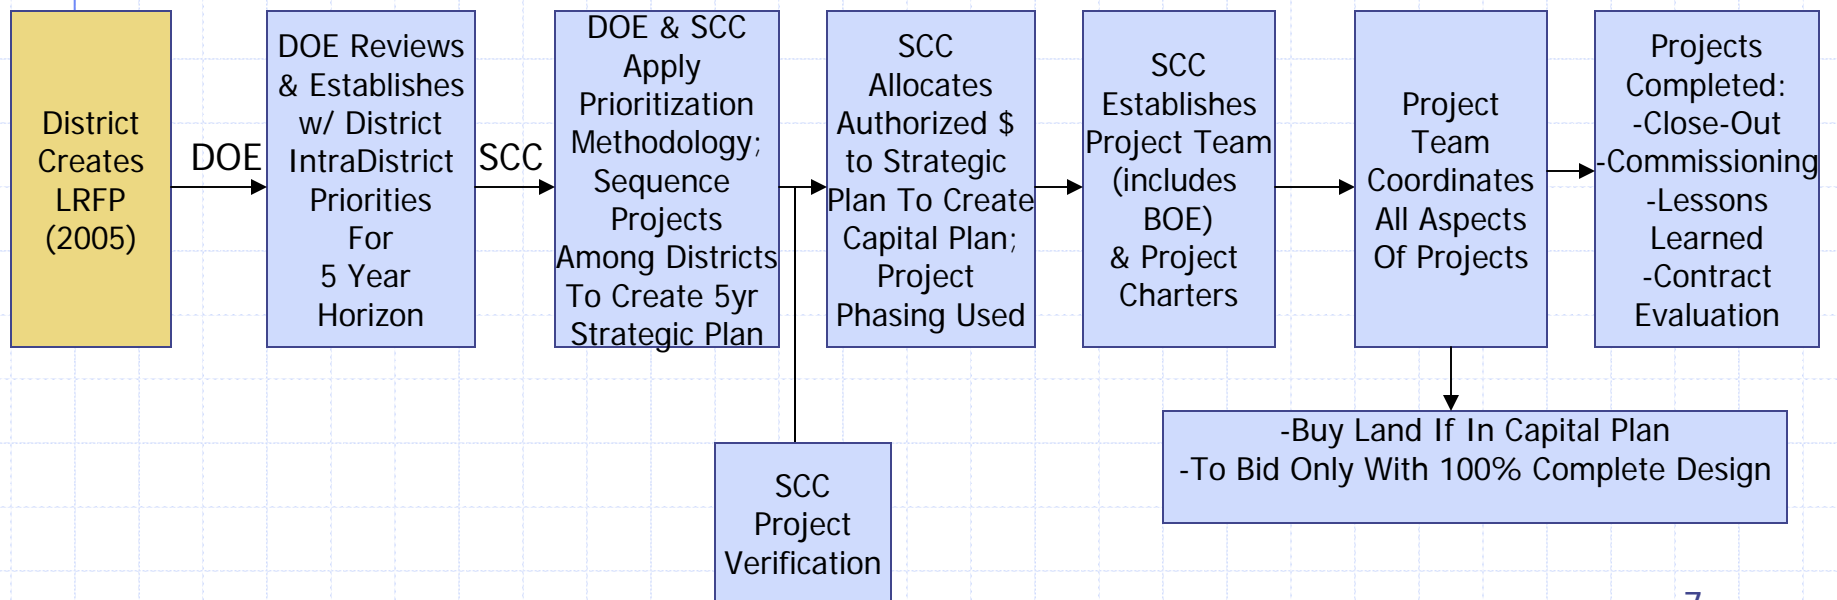 District
Creates
LRFP
(2005)
DOE
DOE Reviews
& Establishes
w/ District
IntraDistrict
Priorities
For
5 Year
Horizon
SCC
DOE & SCC
Apply
Prioritization
Methodology;
Sequence
Projects
Among Districts
To Create 5yr
Strategic Plan
SCC
Allocates
Authorized $
to Strategic
Plan To Create
Capital Plan;
Project
Phasing Used
SCC
Establishes
Project Team
(includes
BOE)
& Project
Charters
Project
Team
Coordinates
All Aspects
Of Projects
Projects
Completed:
-Close-Out
-Commissioning
-Lessons
Learned
-Contract
Evaluation
-Buy Land If In Capital Plan
-To Bid Only With 100% Complete Design
SCC
Project
Verification